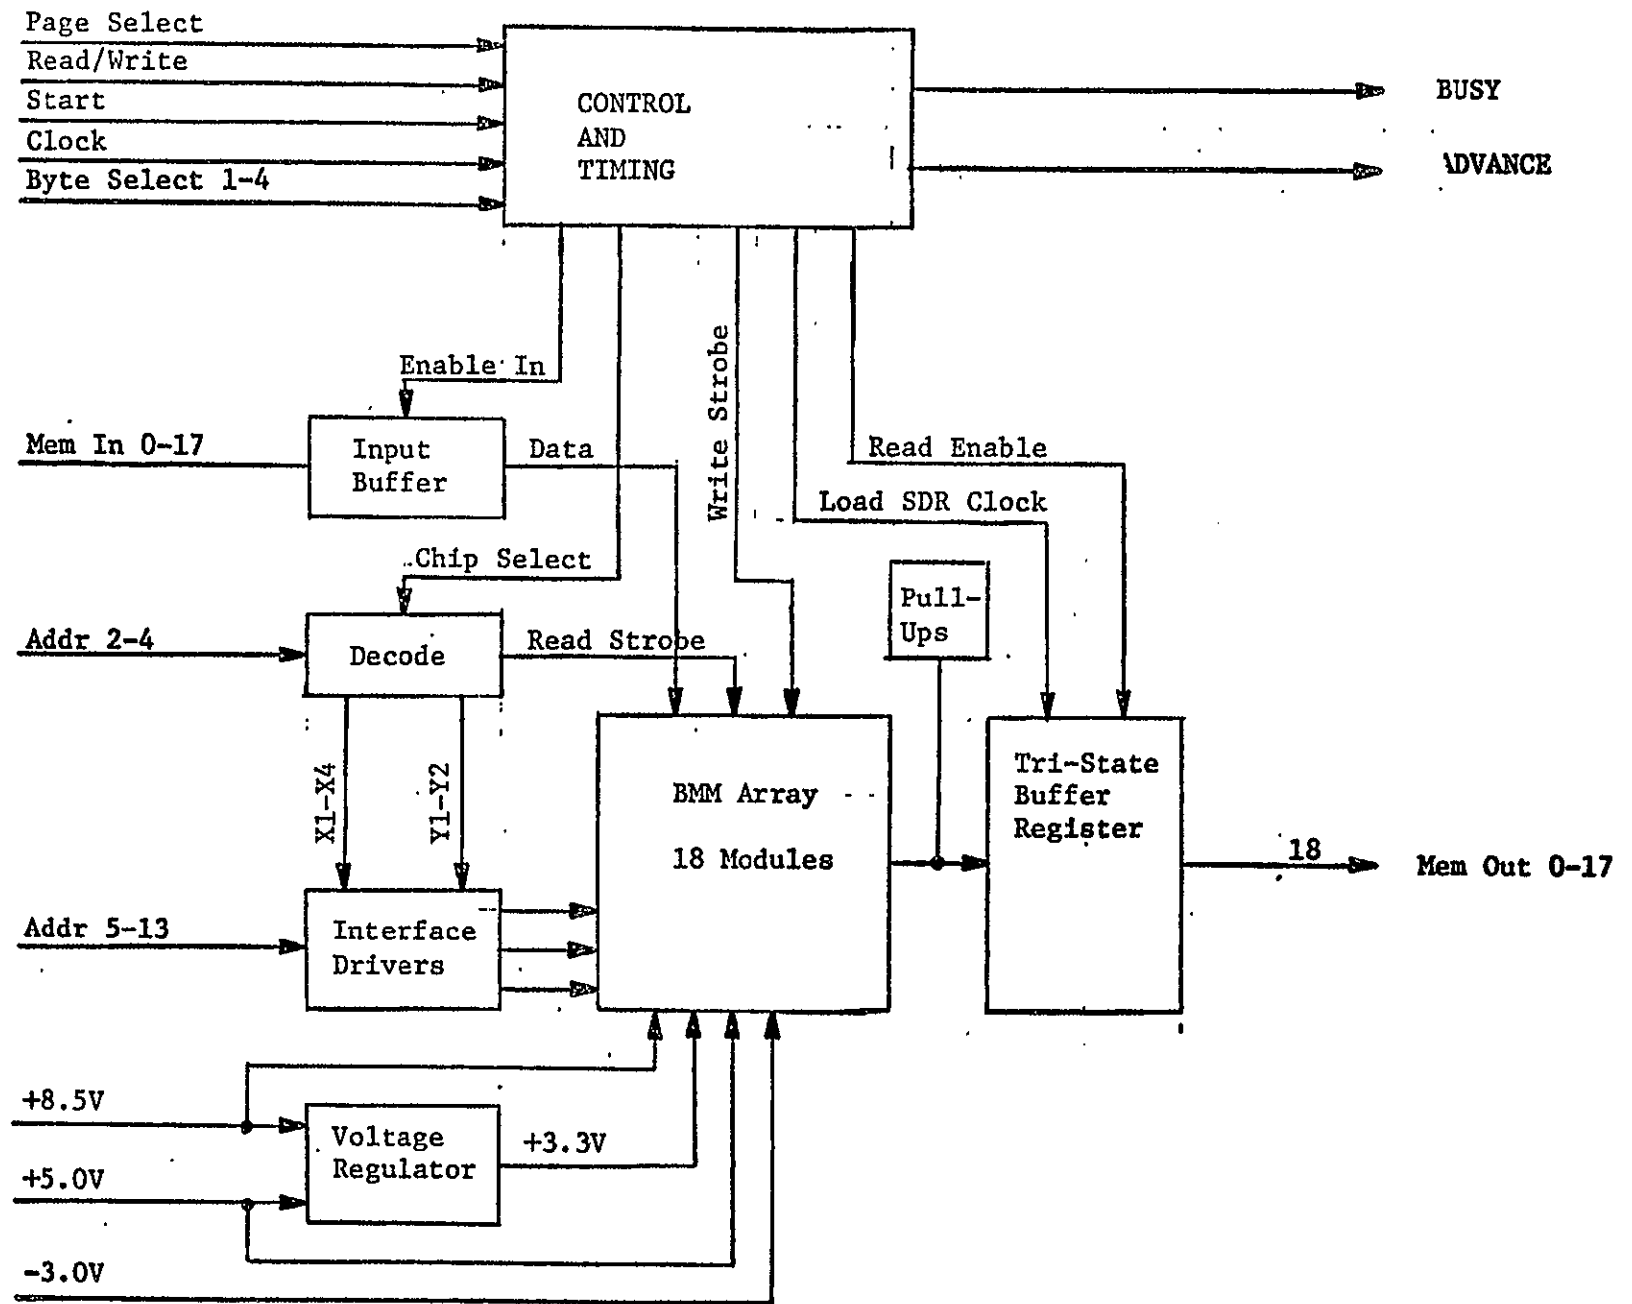 Page Select
Read/Write
Start
Clock
Byte Select 1-4
CONTROL
AND
TIMING
BUSY
ADVANCE
Enable In
Mem In 0-17
Input
Buffer
Data
Write Strobe
Read Enable
Load SDR Clock
Chip Select
Pull-
Ups
Addr 2-4
Decode
Read Strobe
X1-X4
Y1-Y2
BMM Array
18 Modules
Tri-State
Buffer
Register
18
Mem Out 0-17
Addr 5-13
Interface
Drivers
+8.5V
Voltage
Regulator
+3.3V
+5.0V
-3.0V